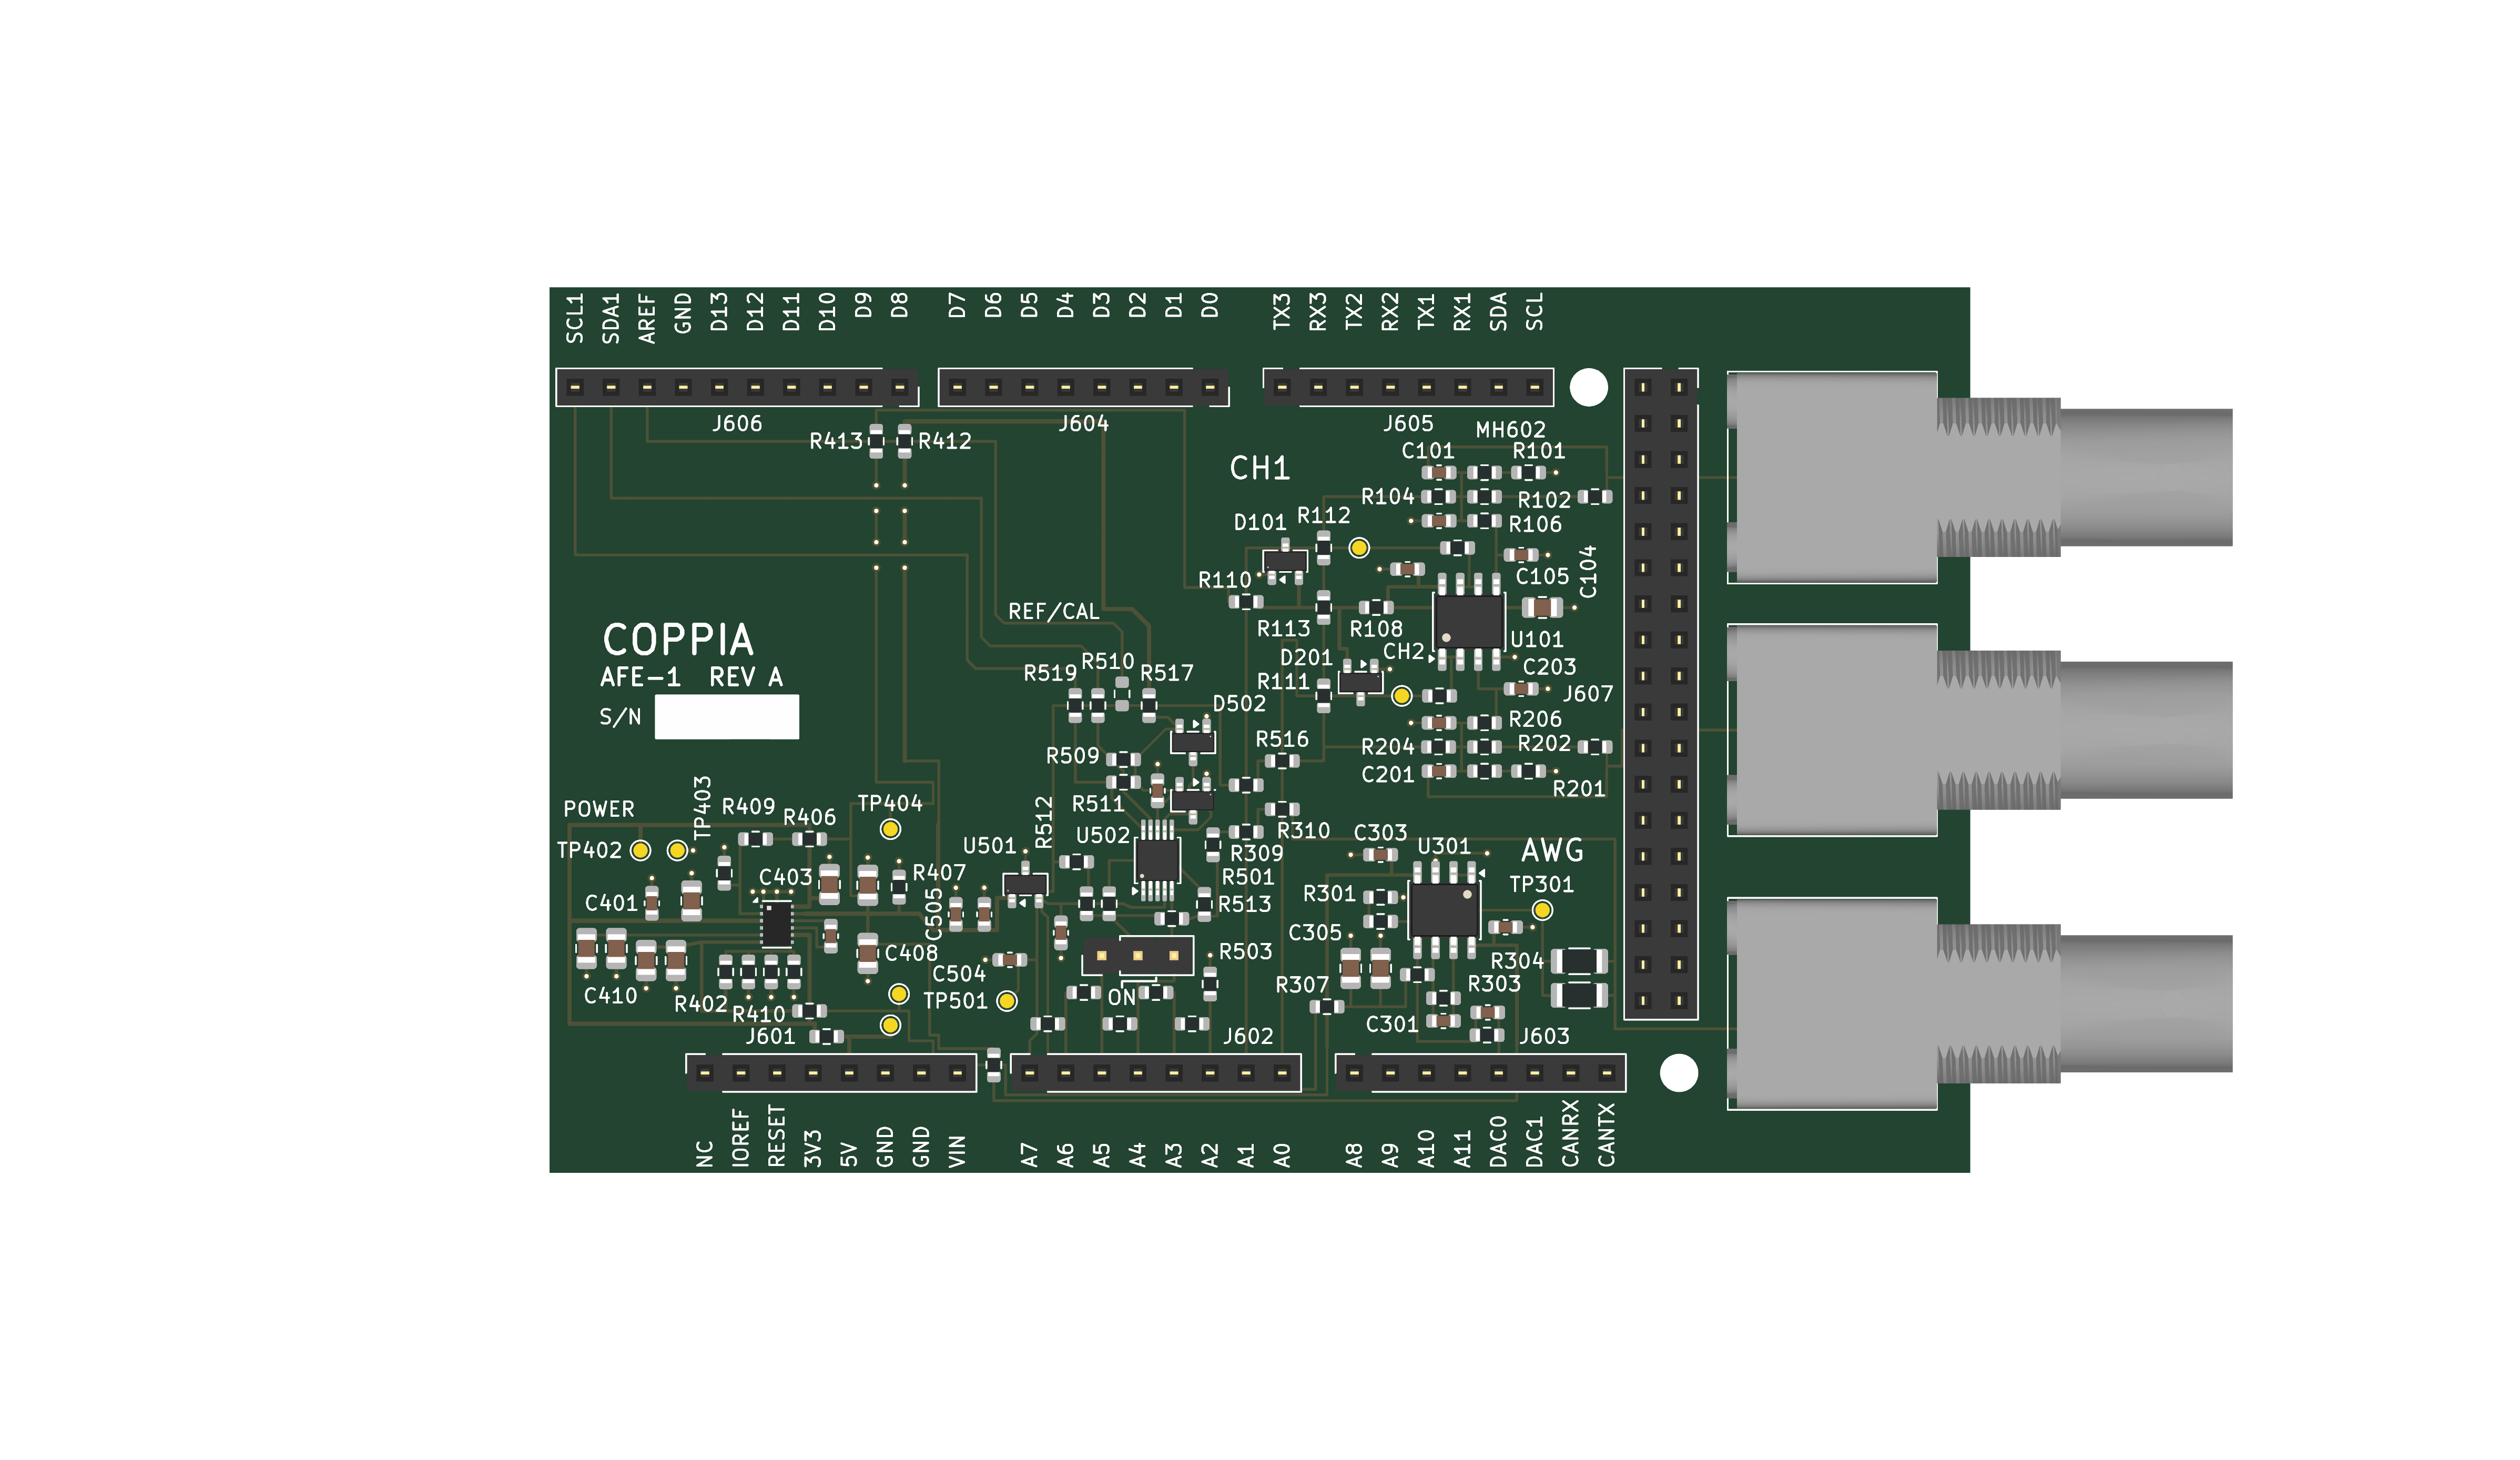 SCL1 SDA1 AREF GND D13 D12 D11 D10 D9 D8 D7 D6 D5 D4 D3 D2 D1 D0 TX3 RX3 TX2 RX2 TX1 RX1 SDA SCL
J606 J604 J605
MH602
R413 R412
C101 R101
CH1
R104 R102
D101 R112 R106
C104
R110 C105
REF/CAL
R113 R108 U101
COPPIA
CH2
D201 C203
R519 R510 R517
AFE-1 REV A
R111 J607
D502
S/N
R206
R516 R204 R202
R509
C201
R201
TP403
POWER R409 TP404 R511
R406 R512
U502 R310 C303
TP402 U501 U301 AWG
R309
R407 C403 R501 TP301
R301
C401 C505 R513
C305
C408 R503
R304
C504
R307 R303
C410 TP501 ON
R402
R410 C301
J601 J602 J603
NC IOREF RESET 3V3 5V GND GND VIN A7 A6 A5 A4 A3 A2 A1 A0 A8 A9 A10 A11 DAC0 DAC1 CANRX CANTX